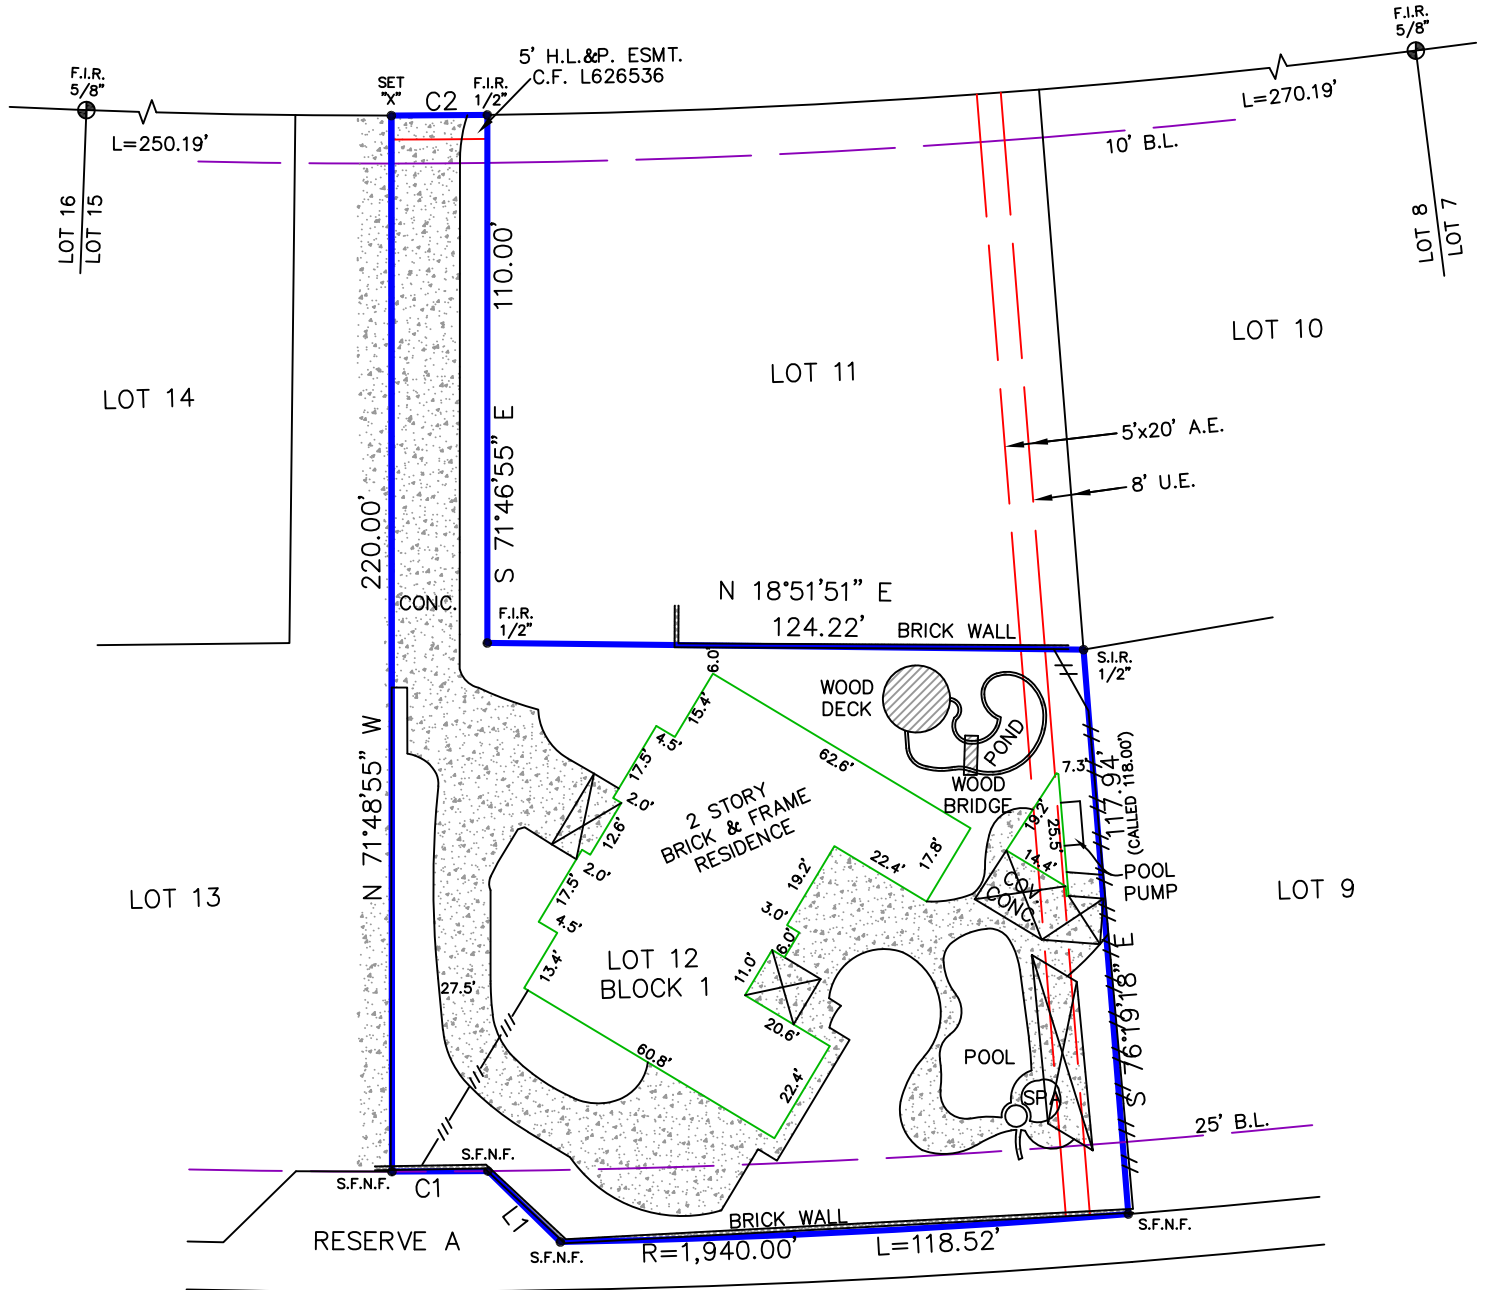 F.I.R.
5/8"
F.I.R.
5/8"
5' H.L.&P. ESMT.
C.F. L626536
SET
"X"
C2
F.I.R.
1/2"
L=250.19'
L=270.19'
10' B.L.
LOT 16
LOT 15
LOT 8
LOT 7
110.00'
S 71°46'55" E
LOT 14
LOT 11
LOT 10
5'x20' A.E.
8' U.E.
220.00'
N 71°48'55" W
CONC.
F.I.R.
1/2"
N 18°51'51" E
124.22'
BRICK WALL
S.I.R.
1/2"
6.0'
15.4'
4.5'
17.5'
2.0'
12.6'
2.0'
17.5'
4.5'
13.4'
62.6'
17.8'
22.4'
19.2'
3.0'
6.0'
11.0'
20.6'
22.4'
60.8'
27.5'
2 STORY
BRICK & FRAME
RESIDENCE
LOT 12
BLOCK 1
WOOD
DECK
POND
WOOD
BRIDGE
7.3'
19.2'
25.5'
14.4'
COV.
CONC.
117.94'
(CALLED 118.00')
S 76°19'18" E
POOL
PUMP
LOT 13
LOT 9
POOL
SPA
25' B.L.
S.F.N.F.
S.F.N.F.
C1
L1
RESERVE A
S.F.N.F.
BRICK WALL
R=1,940.00'
L=118.52'
S.F.N.F.